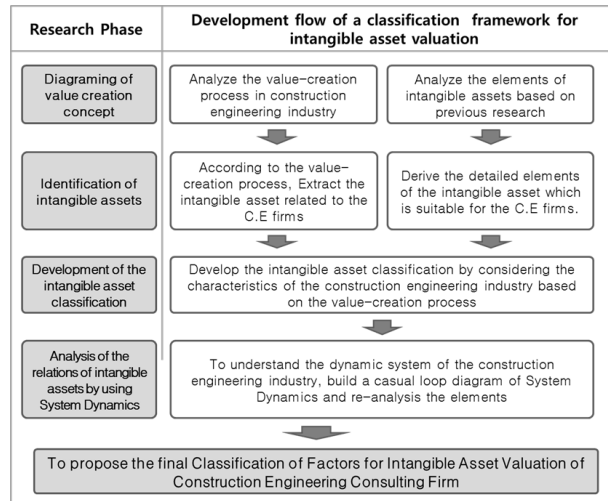 Research Phase
Development flow of a classification framework for
intangible asset valuation
Diagraming of
value creation
concept
Analyze the value-creation
process in construction
engineering industry
Analyze the elements of
intangible assets based on
previous research
Identification of
intangible assets
According to the value-
creation process, Extract the
intangible asset related to the
C.E firms
Derive the detailed elements
of the intangible asset which
is suitable for the C.E firms.
Development of the
intangible asset
classification
Develop the intangible asset classification by considering the
characteristics of the construction engineering industry based
on the value-creation process
Analysis of the
relations of intangible
assets by using
System Dynamics
To understand the dynamic system of the construction
engineering industry, build a casual loop diagram of System
Dynamics and re-analysis the elements
To propose the final Classification of Factors for Intangible Asset Valuation of
Construction Engineering Consulting Firm